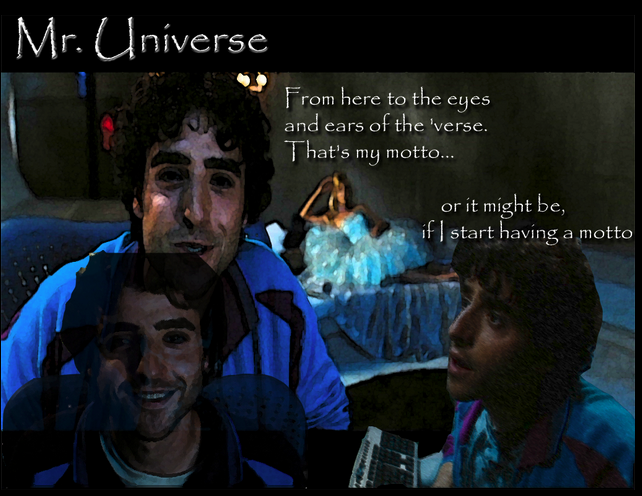 Mr. Universe
From here to the eyes
and ears of the 'verse.
That's my motto...
or it might be,
if I start having a motto